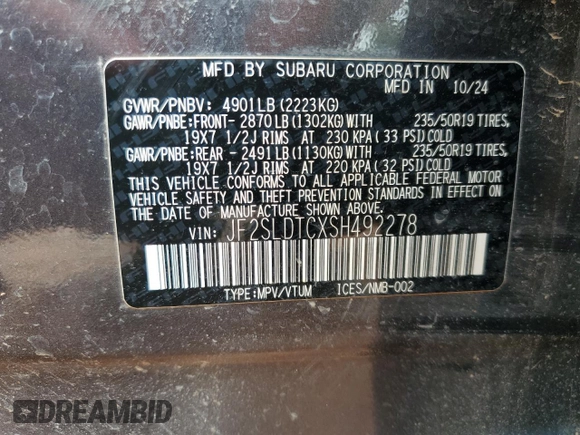 MFD BY SUBARU CORPORATION
MFD IN 10/24
GVWR/PNBV: 4901LB(2223KG)
GAWR/PNBE:FRONT-2870LB(1302KG)WITH 235/50R19 TIRES,
19X7 1/2J RIMS AT 230 KPA(33 PSI)COLD
GAWR/PNBE:REAR -2491LB(1130KG)WITH 235/50R19 TIRES,
19X7 1/2J RIMS AT 220 KPA(32 PSI)COLD
THIS VEHICLE CONFORMS TO ALL APPLICABLE FEDERAL MOTOR
VEHICLE SAFETY AND THEFT PREVENTION STANDARDS IN EFFECT ON
THE DATE OF MANUFACTURE SHOWN ABOVE.
VIN: JF2SLDTCXSH492278
TYPE:MPV/VTUM ICES/NMB-002
DREAMBID